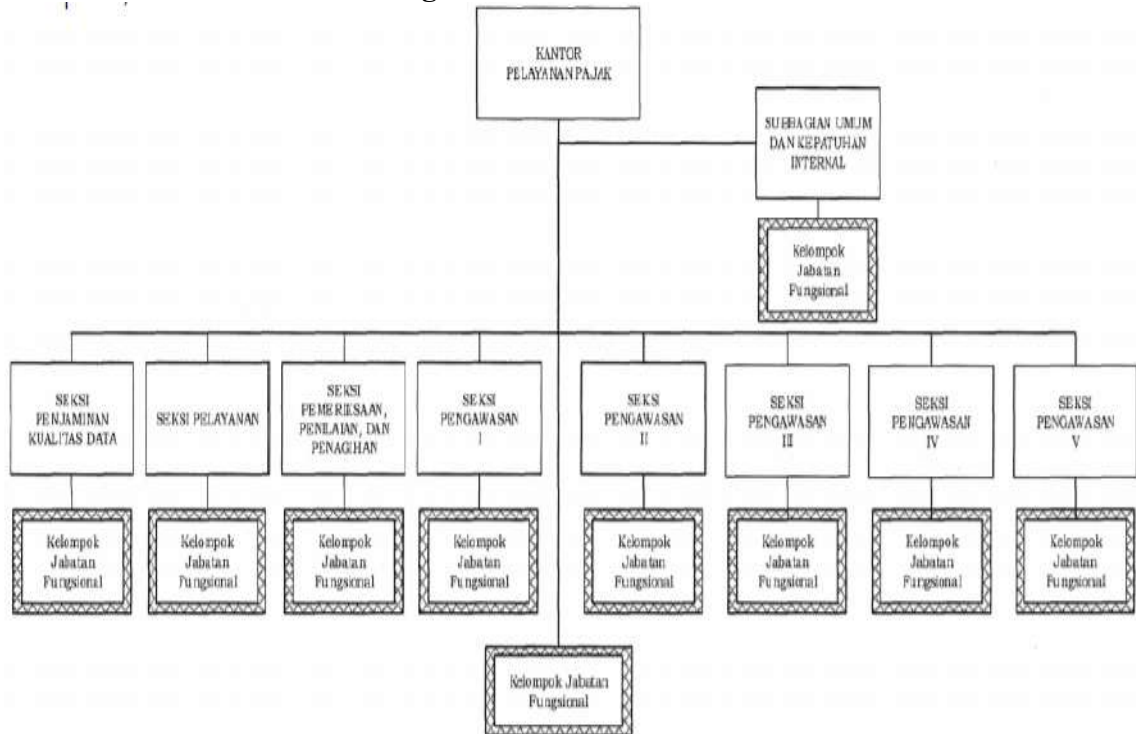 KANTOR
PELAYANAN PAJAK
SUBBAGIAN UMUM
DAN KEPATUHAN
INTERNAL
Kelompok
Jabatan
Fungsional
SEKSI
PENJAMINAN
KUALITAS DATA
SEKSI PELAYANAN
SEKSI
PEMERIKSAAN,
PENILAIAN, DAN
PENAGIHAN
SEKSI
PENGAWASAN
I
SEKSI
PENGAWASAN
II
SEKSI
PENGAWASAN
III
SEKSI
PENGAWASAN
IV
SEKSI
PENGAWASAN
V
Kelompok
Jabatan
Fungsional
Kelompok
Jabatan
Fungsional
Kelompok
Jabatan
Fungsional
Kelompok
Jabatan
Fungsional
Kelompok
Jabatan
Fungsional
Kelompok
Jabatan
Fungsional
Kelompok
Jabatan
Fungsional
Kelompok
Jabatan
Fungsional
Kelompok Jabatan
Fungsional